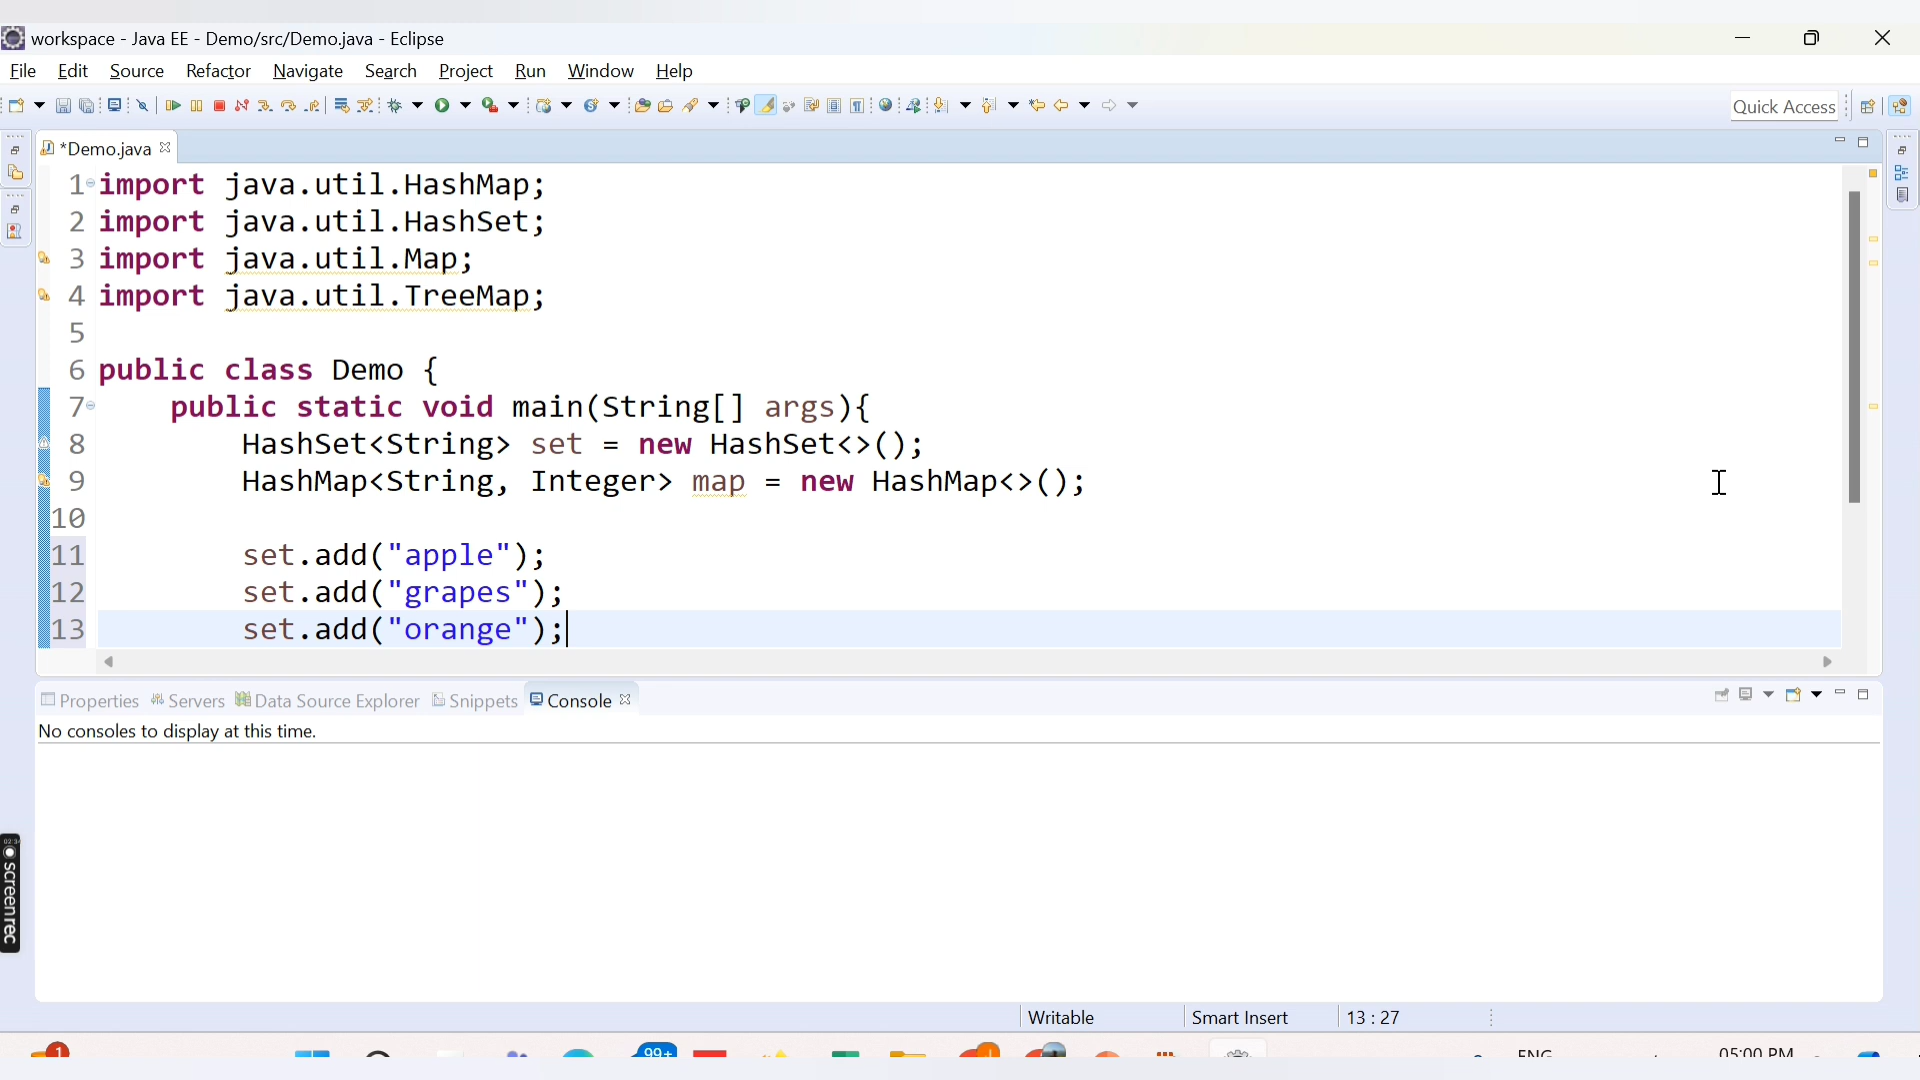 workspace - Java EE - Demo/src/Demo.java - Eclipse
File Edit Source Refactor Navigate Search Project Run Window Help
Quick Access
*Demo.java
1 import java.util.HashMap;
2 import java.util.HashSet;
3 import java.util.Map;
4 import java.util.TreeMap;
5
6 public class Demo {
7 public static void main(String[] args){
8 HashSet<String> set = new HashSet<>();
9 HashMap<String, Integer> map = new HashMap<>();
10
11 set.add("apple");
12 set.add("grapes");
13 set.add("orange");
Properties Servers Data Source Explorer Snippets Console
No consoles to display at this time.
screenrec
Writable Smart Insert 13 : 27
1 99+ ENG 05:00 PM